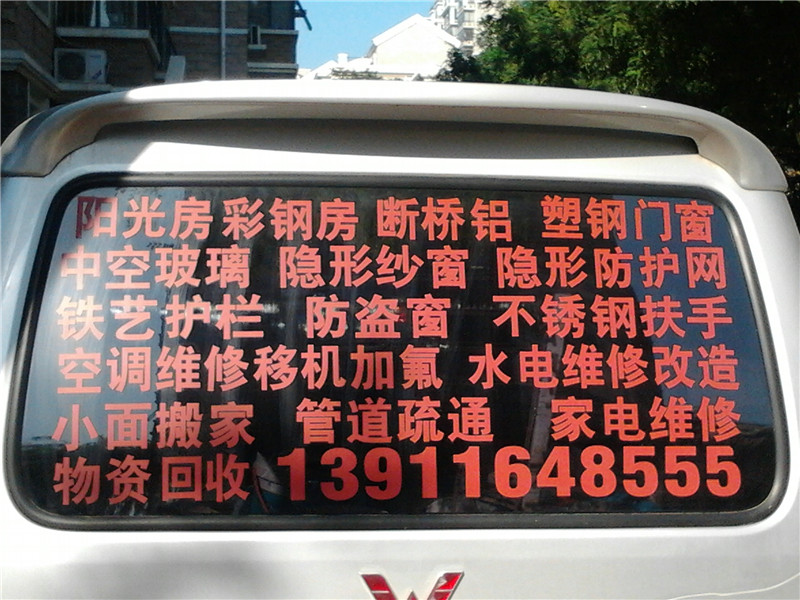 阳光房彩钢房 断桥铝 塑钢门窗
中空玻璃 隐形纱窗 隐形防护网
铁艺护栏 防盗窗 不锈钢扶手
空调维修移机加氟 水电维修改造
小面搬家 管道疏通 家电维修
物资回收 13911648555